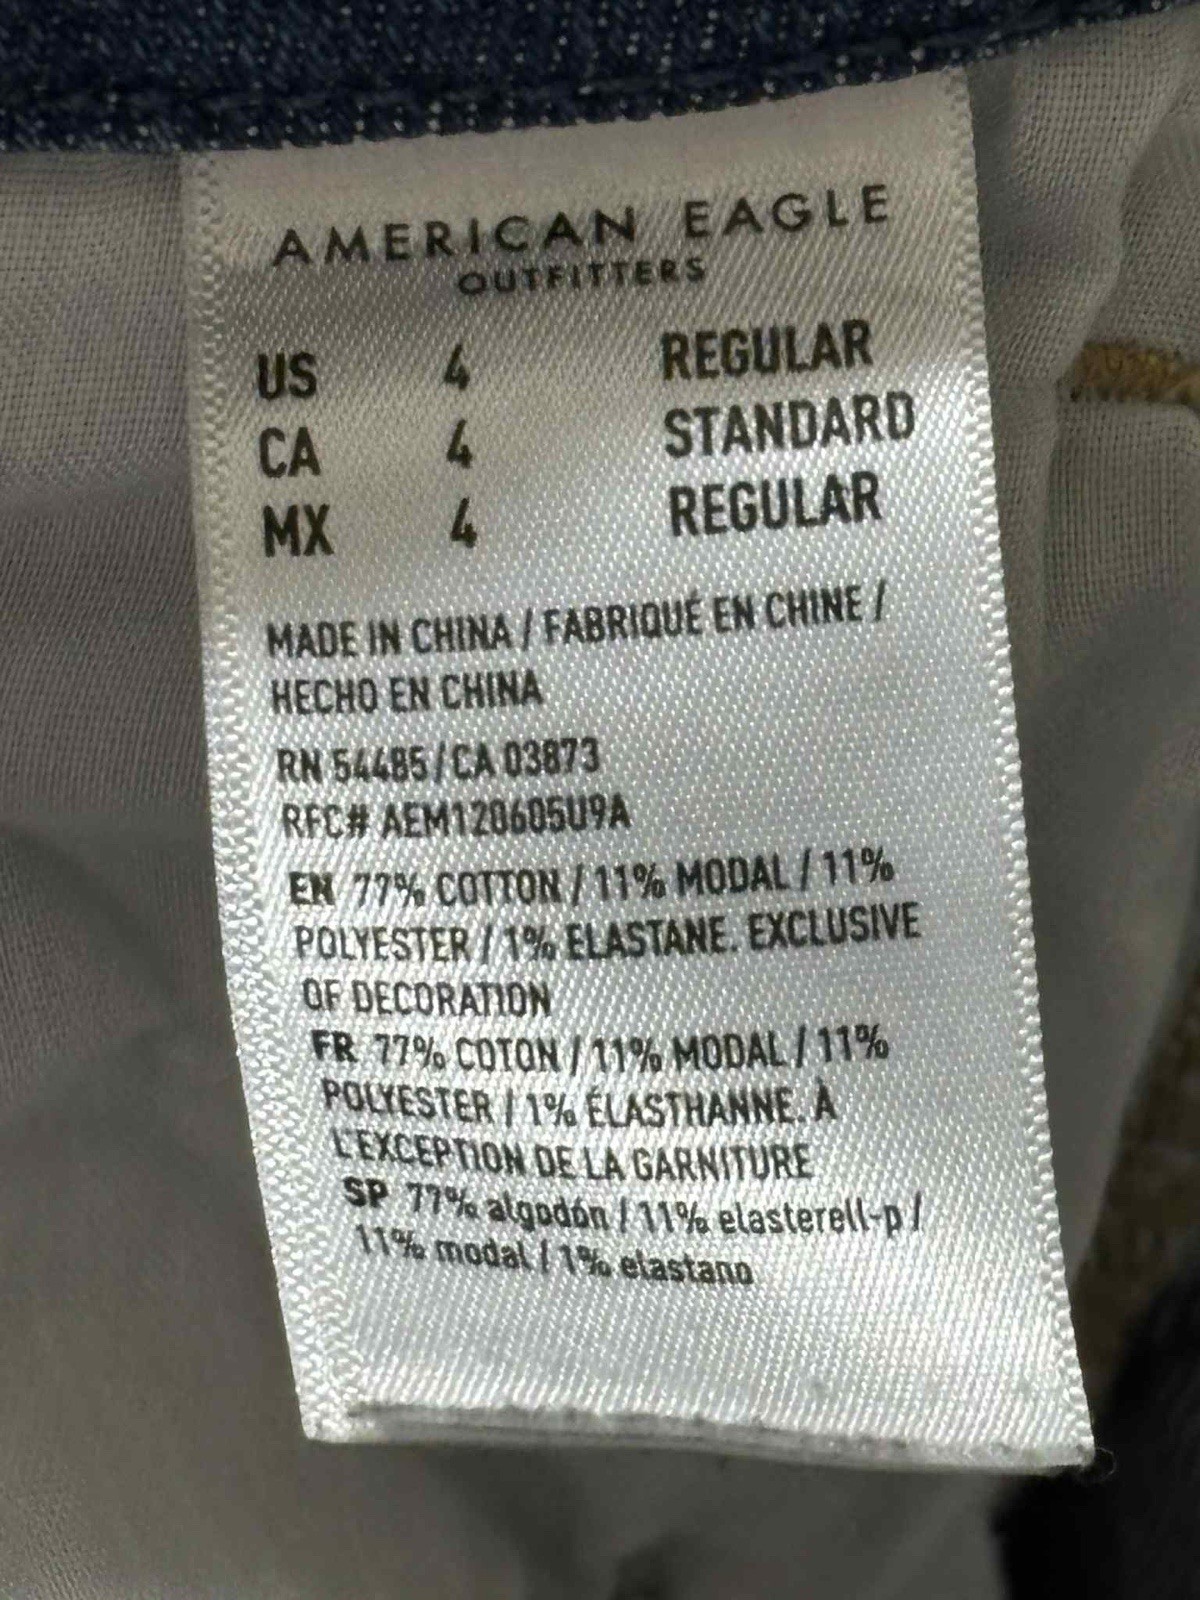 AMERICAN EAGLE
OUTFITTERS
US 4 REGULAR
CA 4 STANDARD
MX 4 REGULAR
MADE IN CHINA / FABRIQUÉ EN CHINE /
HECHO EN CHINA
RN 54485 / CA 03873
RFC# AEM120605U9A
EN 77% COTTON / 11% MODAL / 11%
POLYESTER / 1% ELASTANE. EXCLUSIVE
OF DECORATION
FR 77% COTON / 11% MODAL / 11%
POLYESTER / 1% ÉLASTHANNE. À
L'EXCEPTION DE LA GARNITURE
SP 77% algodón / 11% elasterell-p /
11% modal / 1% elastano